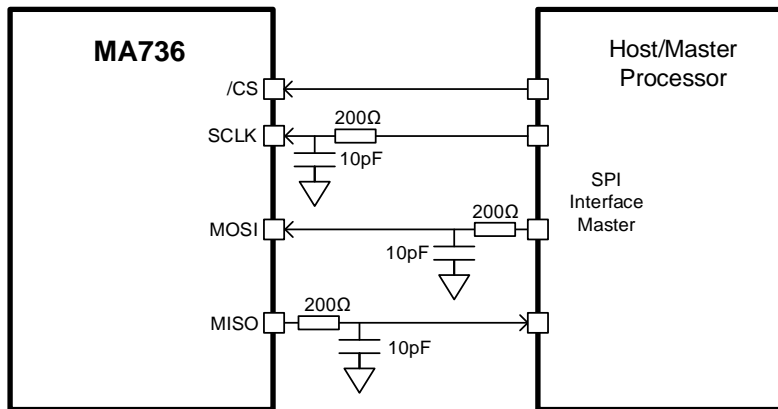 MA736
Host/Master
Processor
/CS
200Ω
SCLK
10pF
SPI
Interface
Master
200Ω
MOSI
10pF
200Ω
MISO
10pF